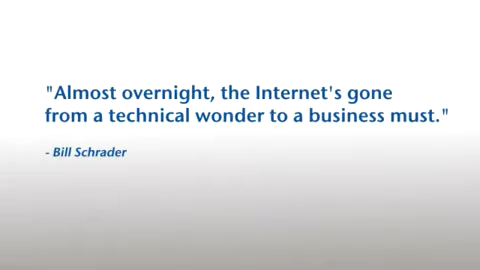 "Almost overnight, the Internet's gone
from a technical wonder to a business must."
- Bill Schrader